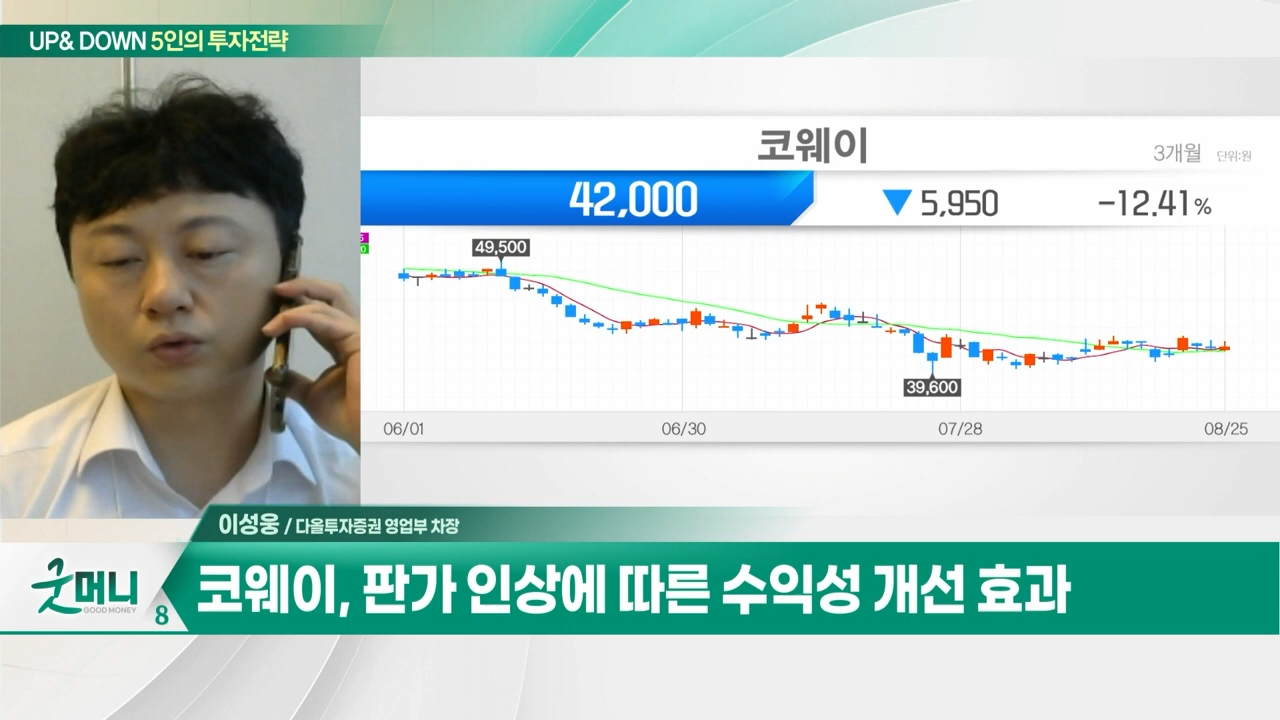 UP& DOWN 5인의 투자전략
코웨이
3개월 단위:원
42,000 ▼ 5,950 -12.41%
49,500
39,600
06/01 06/30 07/28 08/25
이성웅 / 다올투자증권 영업부 차장
굿머니
GOOD MONEY
8
코웨이, 판가 인상에 따른 수익성 개선 효과